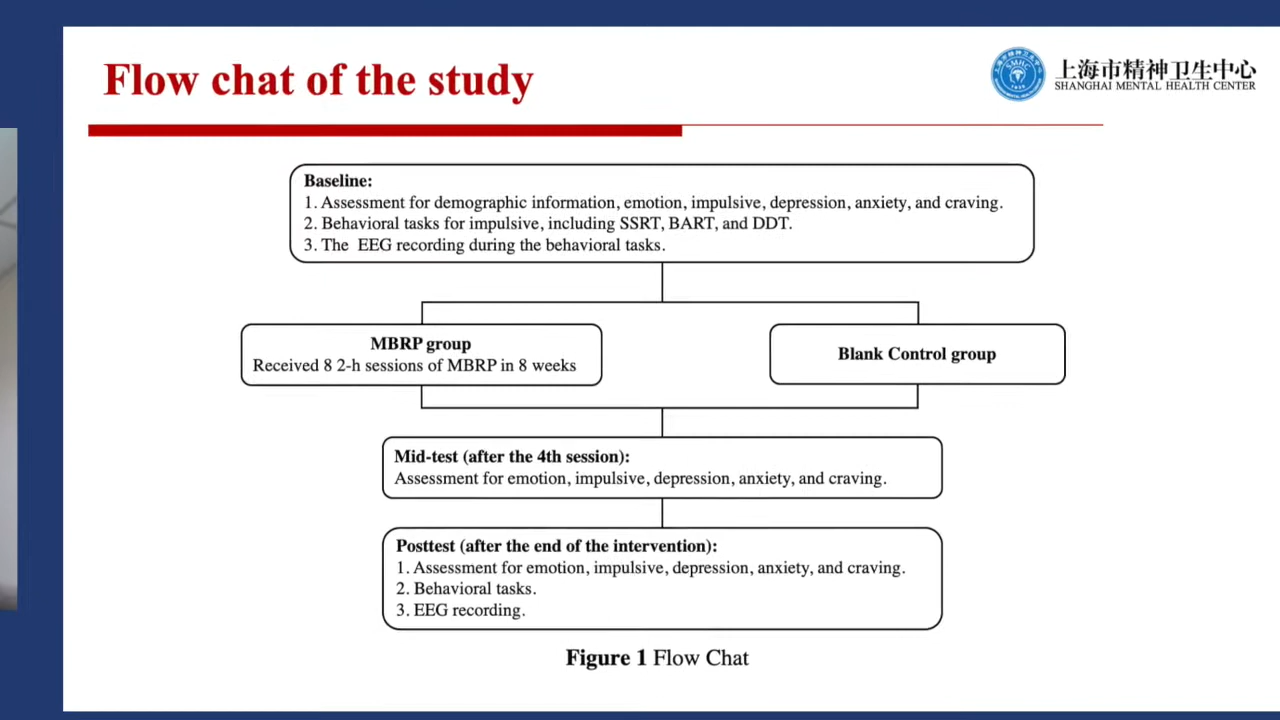 Flow chat of the study
上海市精神卫生中心
SHANGHAI MENTAL HEALTH CENTER
SMHC
Baseline:
1. Assessment for demographic information, emotion, impulsive, depression, anxiety, and craving.
2. Behavioral tasks for impulsive, including SSRT, BART, and DDT.
3. The EEG recording during the behavioral tasks.
MBRP group
Received 8 2-h sessions of MBRP in 8 weeks
Blank Control group
Mid-test (after the 4th session):
Assessment for emotion, impulsive, depression, anxiety, and craving.
Posttest (after the end of the intervention):
1. Assessment for emotion, impulsive, depression, anxiety, and craving.
2. Behavioral tasks.
3. EEG recording.
Figure 1 Flow Chat